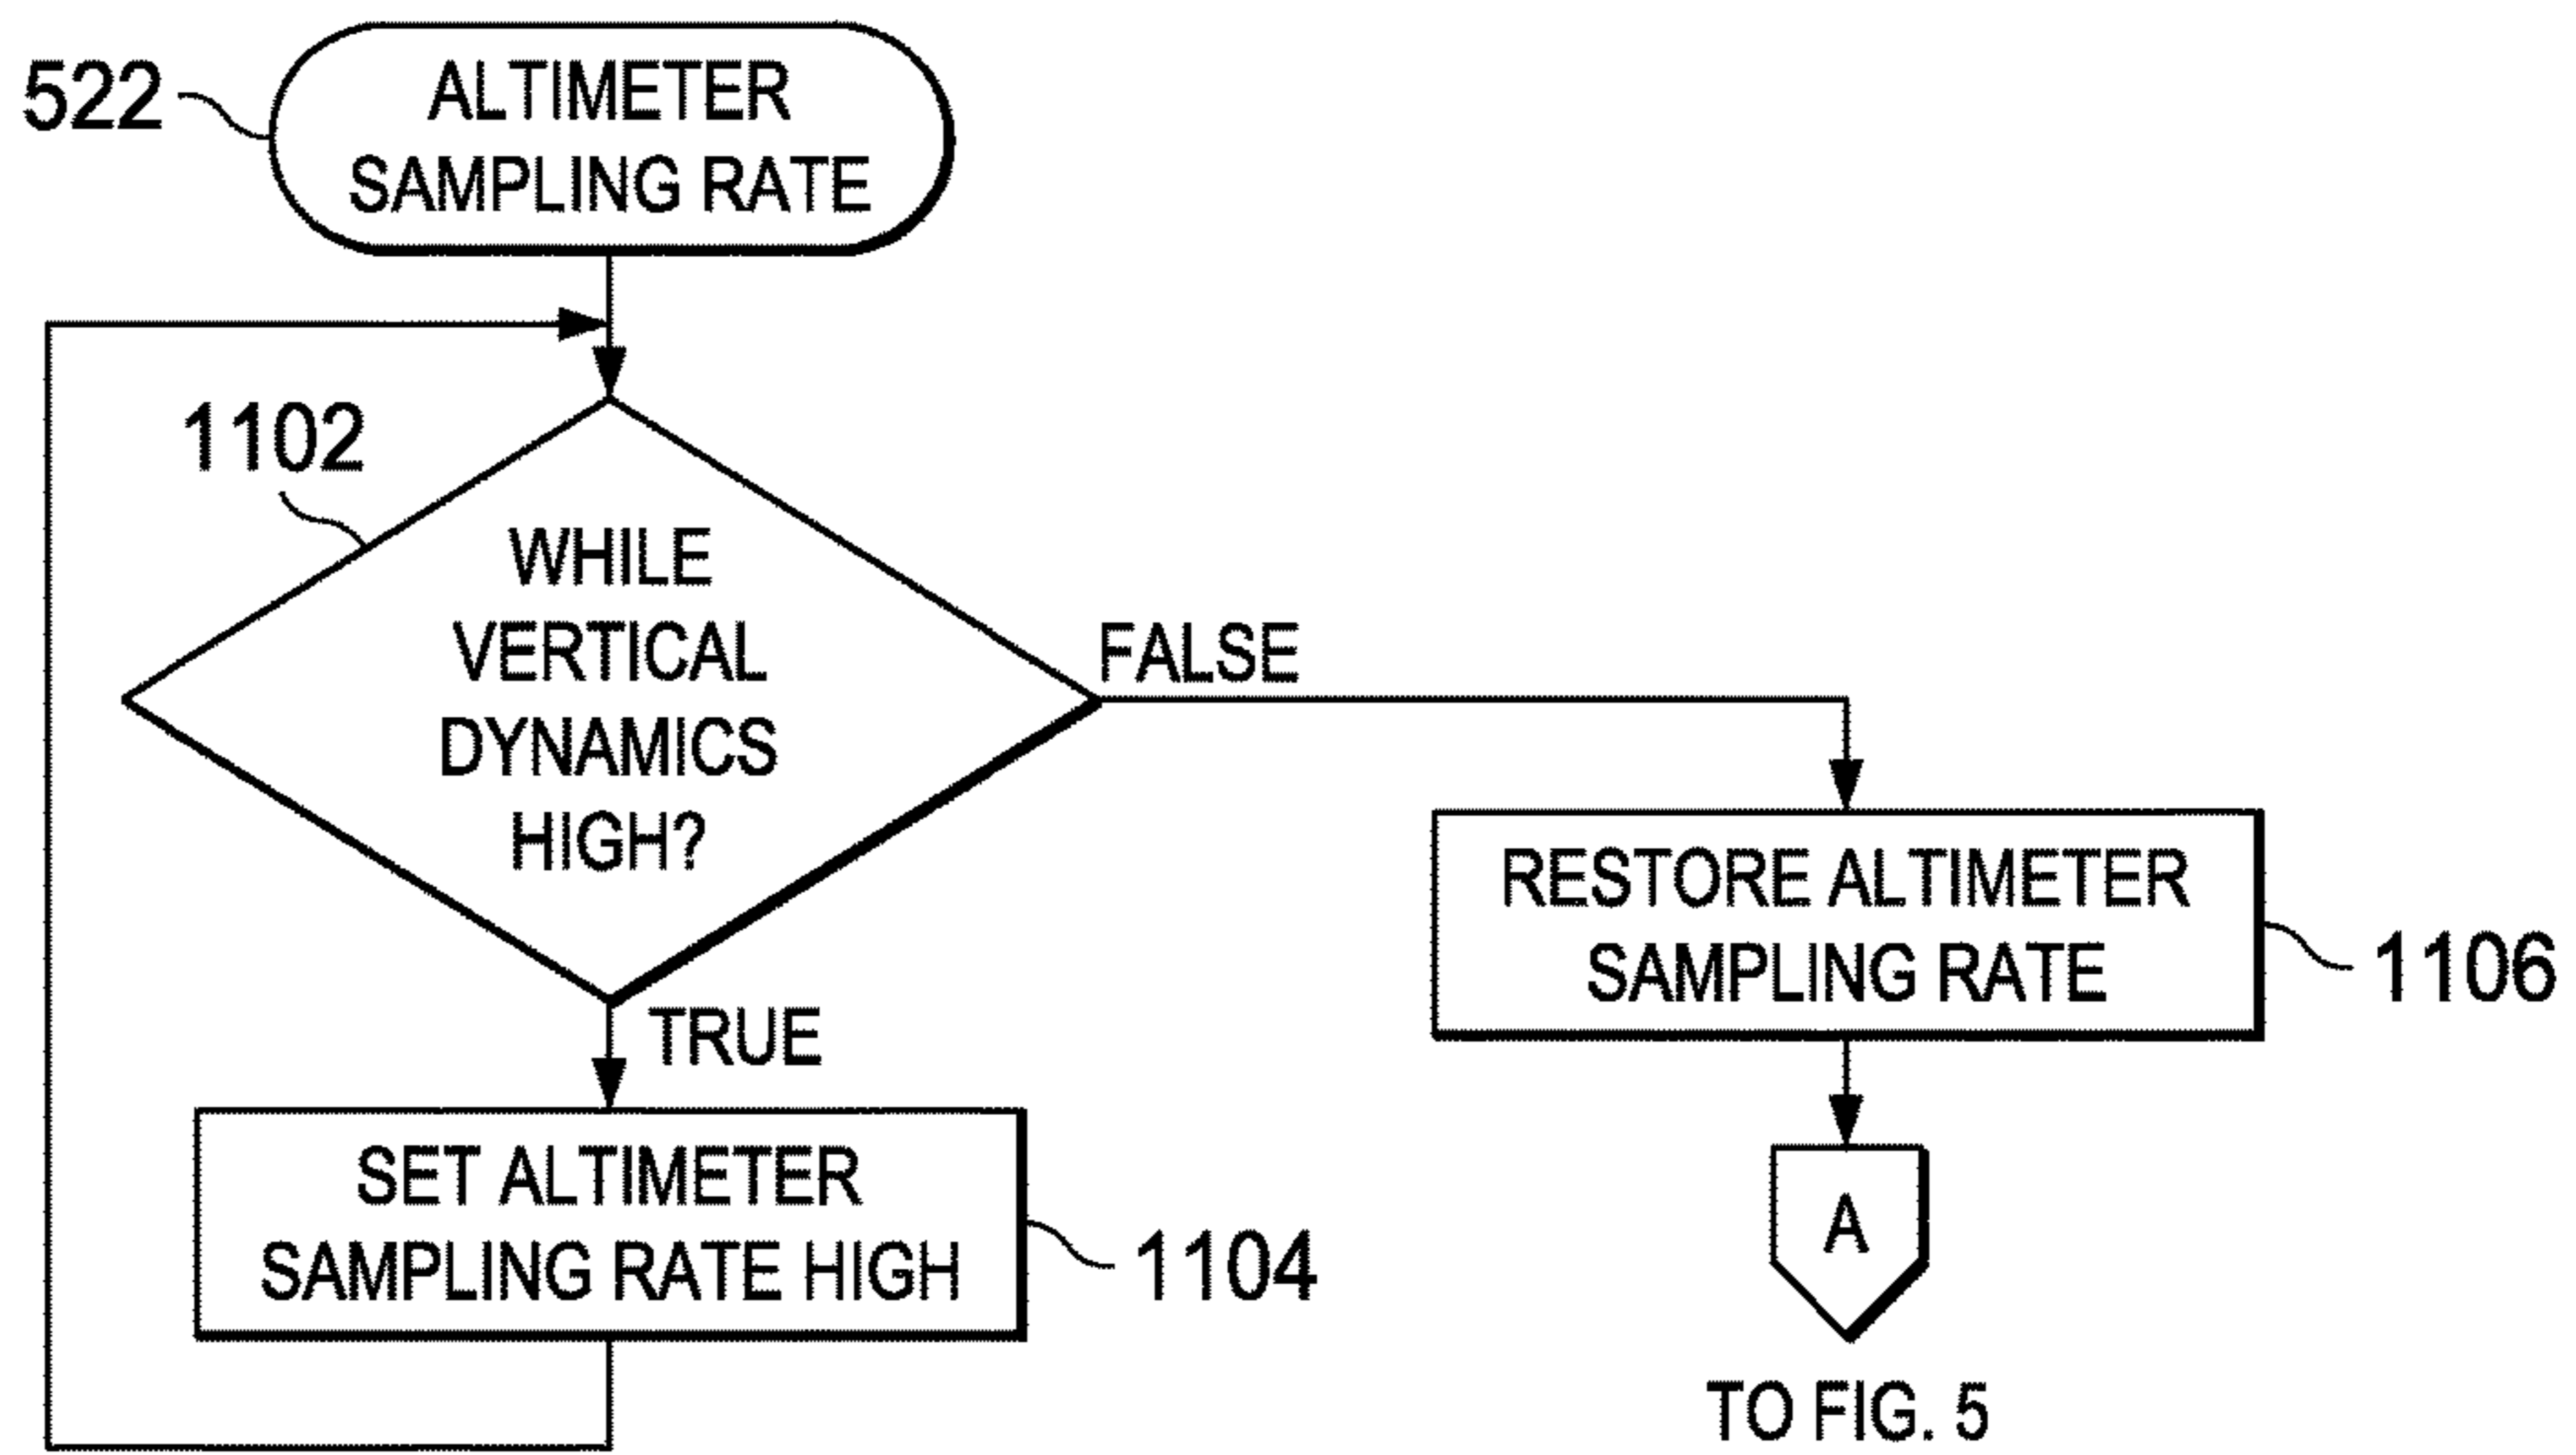 522
ALTIMETER
SAMPLING RATE
1102
WHILE
VERTICAL
DYNAMICS
HIGH?
FALSE
TRUE
SET ALTIMETER
SAMPLING RATE HIGH
1104
RESTORE ALTIMETER
SAMPLING RATE
1106
A
TO FIG. 5